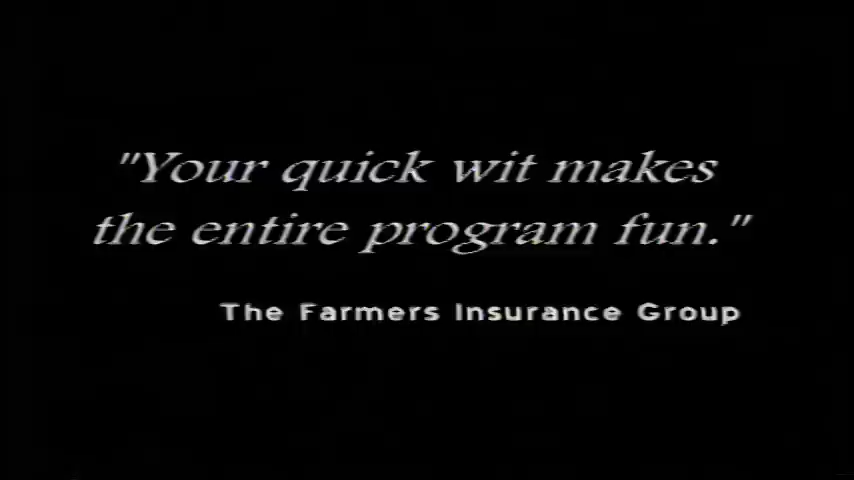 "Your quick wit makes
the entire program fun."
The Farmers Insurance Group